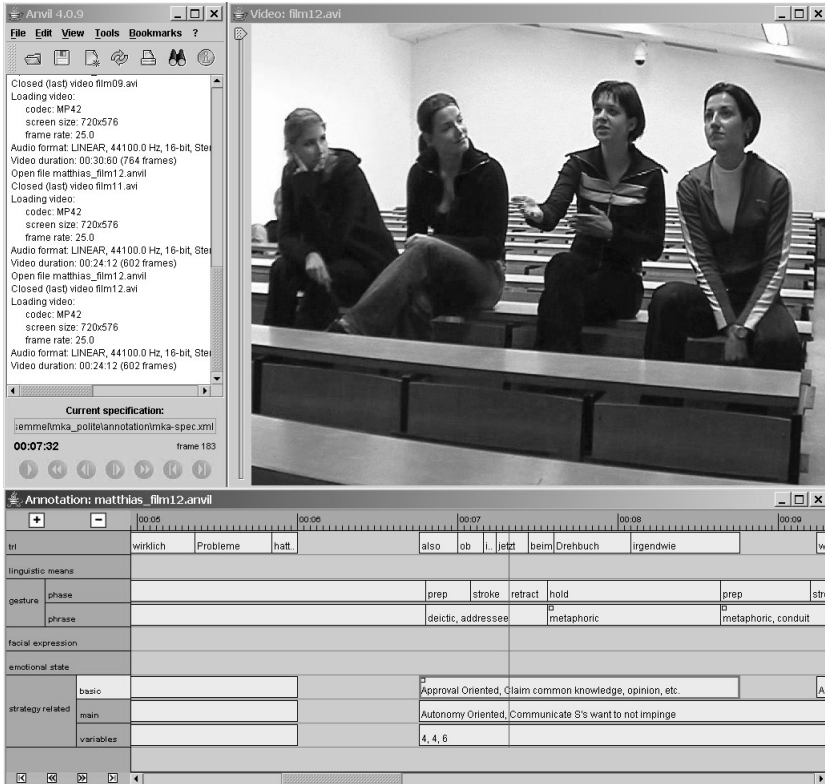 Anvil 4.0.9
File Edit View Tools Bookmarks ?
Closed (last) video film09.avi
Loading video:
codec: MP42
screen size: 720x576
frame rate: 25.0
Audio format: LINEAR, 44100.0 Hz, 16-bit, Ster
Video duration: 00:30:60 (764 frames)
Open file matthias_film12.anvil
Closed (last) video film11.avi
Loading video:
codec: MP42
screen size: 720x576
frame rate: 25.0
Audio format: LINEAR, 44100.0 Hz, 16-bit, Ster
Video duration: 00:24:12 (602 frames)
Open file matthias_film12.anvil
Closed (last) video film12.avi
Loading video:
codec: MP42
screen size: 720x576
frame rate: 25.0
Audio format: LINEAR, 44100.0 Hz, 16-bit, Ster
Video duration: 00:24:12 (602 frames)
Current specification:
semmel\mka_polite\annotation\mka-spec.xml
00:07:32 frame 183
Video: film12.avi
Annotation: matthias_film12.anvil
+ - 00:05 00:06 00:07 00:08 00:09
trl wirklich Probleme hatt.. also ob i.. jetzt beim Drehbuch irgendwie w
linguistic means
gesture phase prep stroke retract hold prep stro
phrase deictic, addressee metaphoric metaphoric, conduit
facial expression
emotional state
strategy related basic Approval Oriented, Claim common knowledge, opinion, etc. A
main Autonomy Oriented, Communicate S's want to not impinge
variables 4, 4, 6